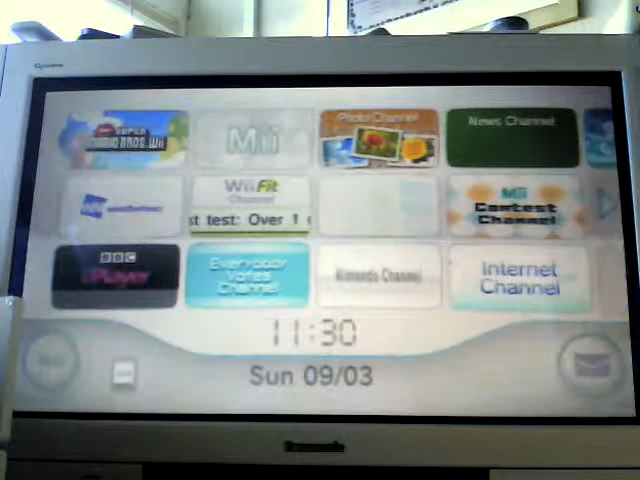 NEW SUPER
MARIO BROS. Wii
Mii
Photo Channel
News Channel
Wii Fit
Channel
t test: Over 1
Mii
Contest
Channel
BBC
iPlayer
Everybody
Votes
Channel
Nintendo Channel
Internet
Channel
11:30
Sun 09/03